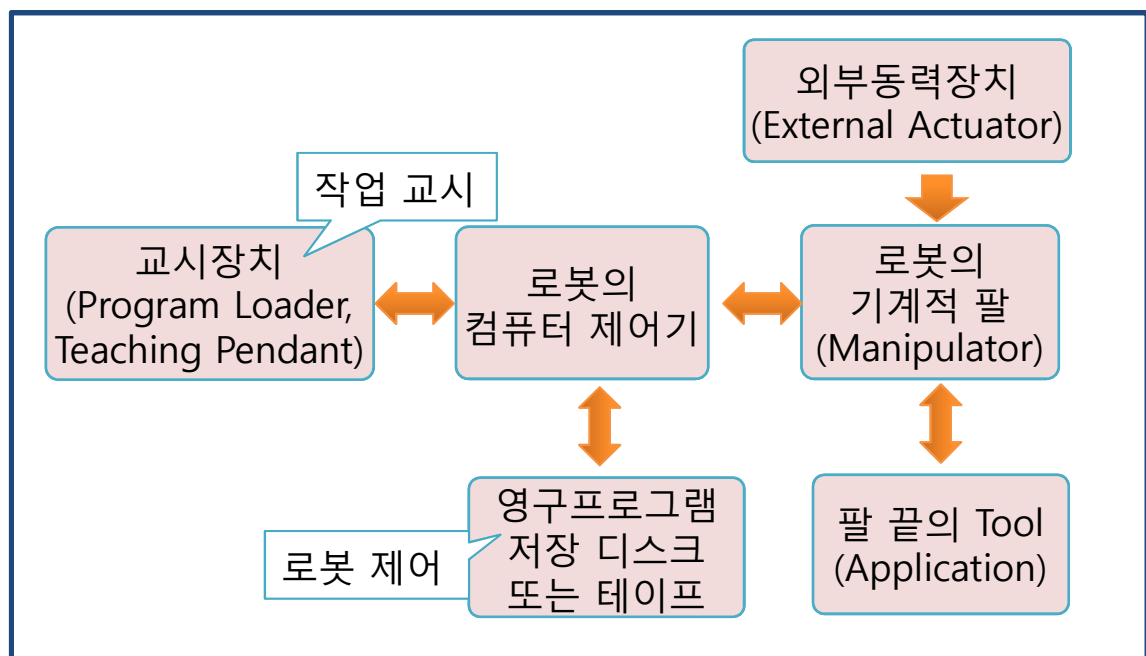 외부동력장치
(External Actuator)
작업 교시
교시장치
(Program Loader,
Teaching Pendant)
로봇의
컴퓨터 제어기
로봇의
기계적 팔
(Manipulator)
로봇 제어
영구프로그램
저장 디스크
또는 테이프
팔 끝의 Tool
(Application)